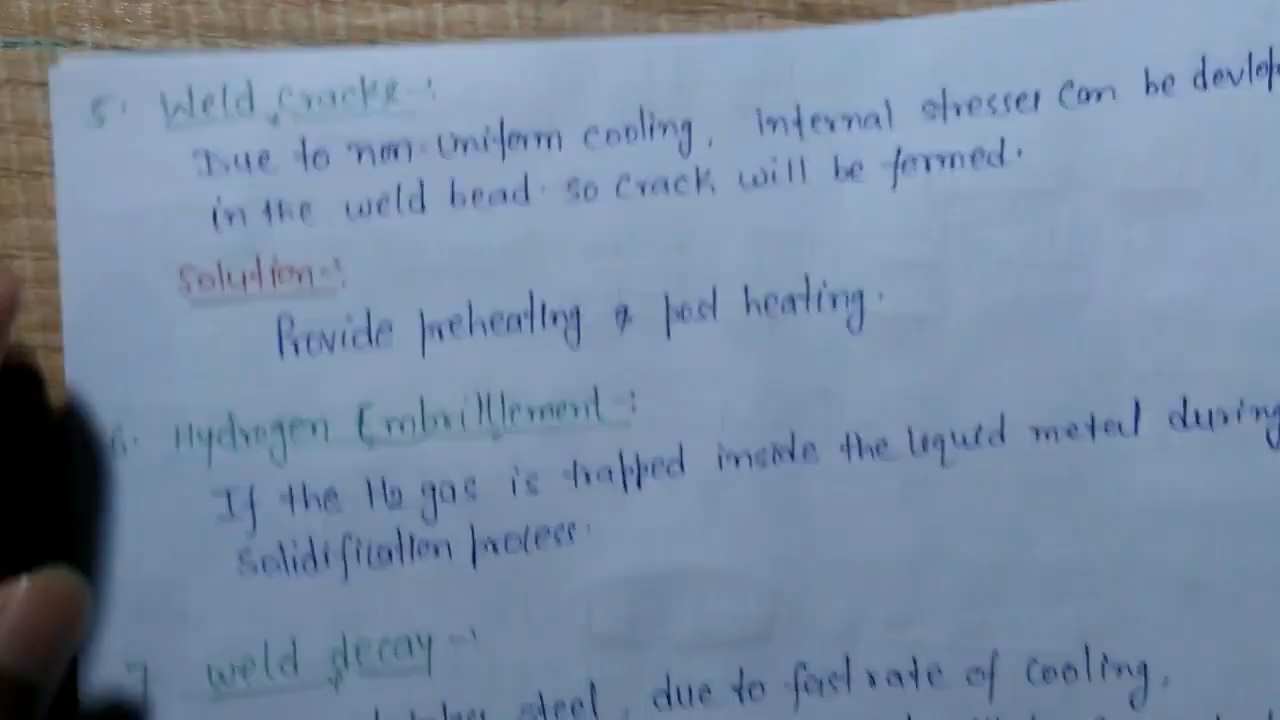 5. Weld cracks -:
Due to non-uniform cooling, internal stresses can be devlop
in the weld bead. so crack will be formed.
Solution -:
Provide preheating & post heating.
6. Hydrogen Embrittlement -:
If the H2 gas is trapped inside the liquid metal during
solidification process.
7 weld decay -:
steel, due to fast rate of cooling,